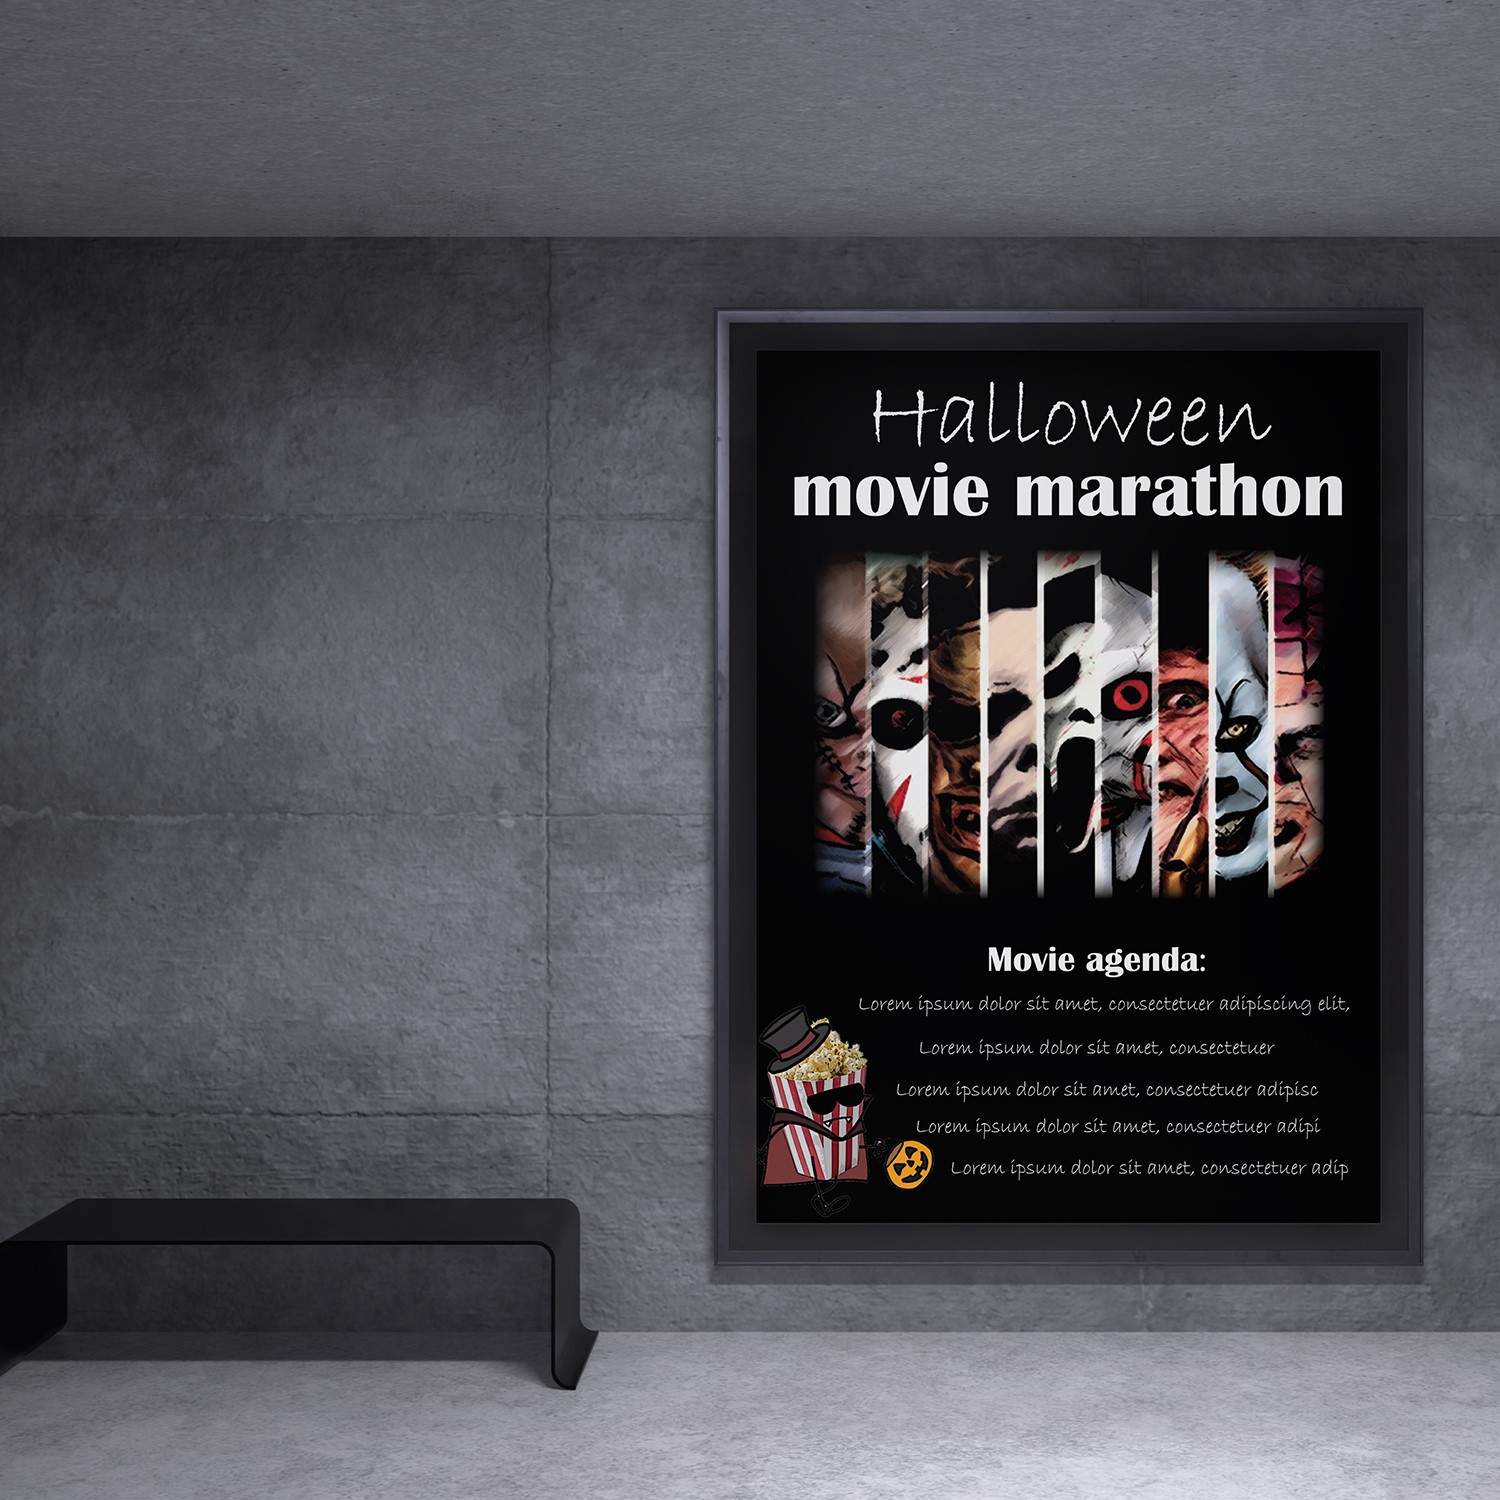 Halloween
movie marathon
Movie agenda:
Lorem ipsum dolor sit amet, consectetuer adipiscing elit,
Lorem ipsum dolor sit amet, consectetuer
Lorem ipsum dolor sit amet, consectetuer adipisc
Lorem ipsum dolor sit amet, consectetuer adipi
Lorem ipsum dolor sit amet, consectetuer adip